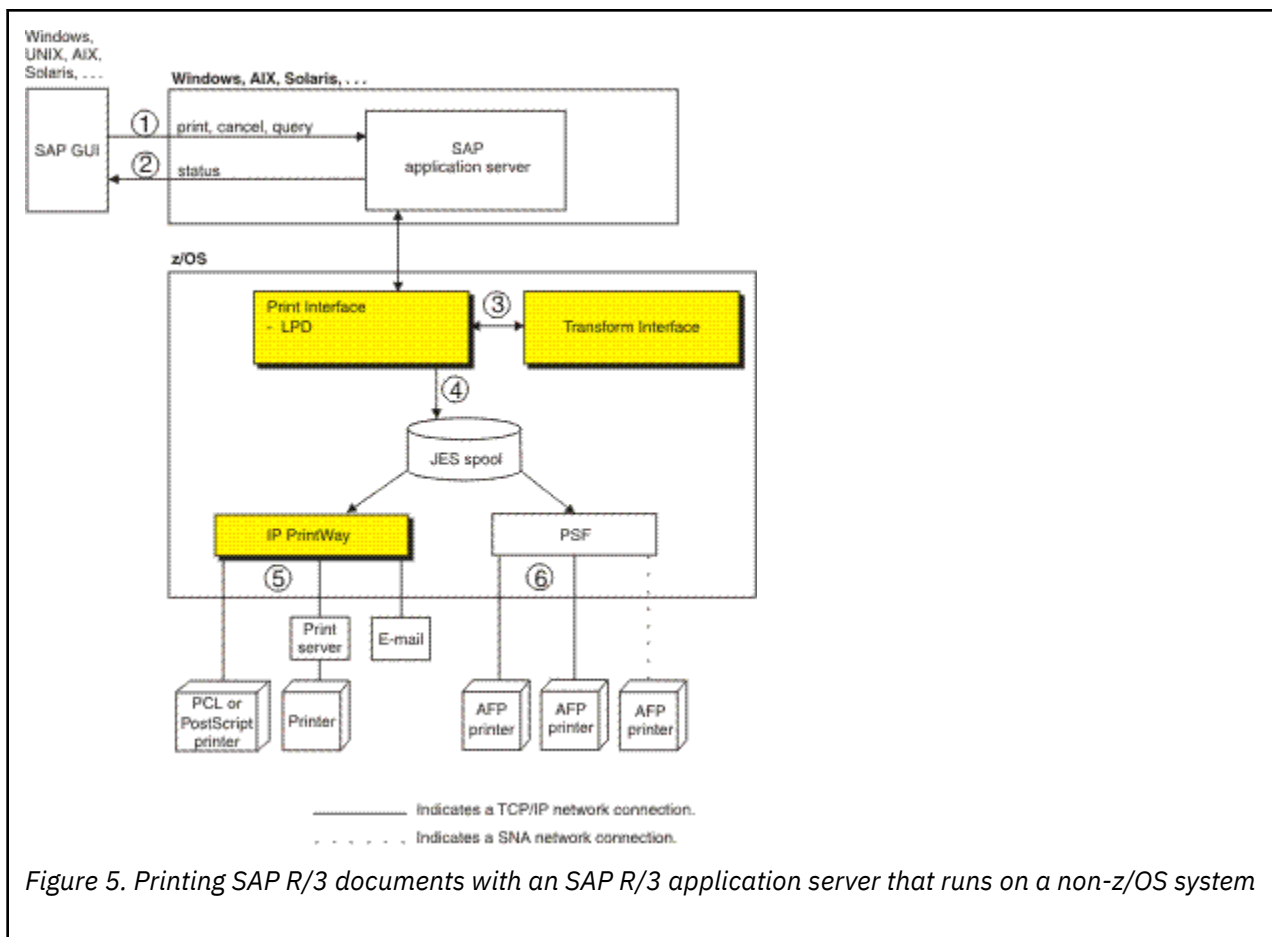 Windows,
UNIX, AIX,
Solaris, . . .
Windows, AIX, Solaris, . . .
SAP GUI
1
print, cancel, query
2
status
SAP
application server
z/OS
Print Interface
- LPD
3
Transform Interface
4
JES spool
IP PrintWay
PSF
5
6
Print
server
E-mail
PCL or
PostScript
printer
Printer
AFP
printer
AFP
printer
AFP
printer
Indicates a TCP/IP network connection.
Indicates a SNA network connection.
Figure 5. Printing SAP R/3 documents with an SAP R/3 application server that runs on a non-z/OS system